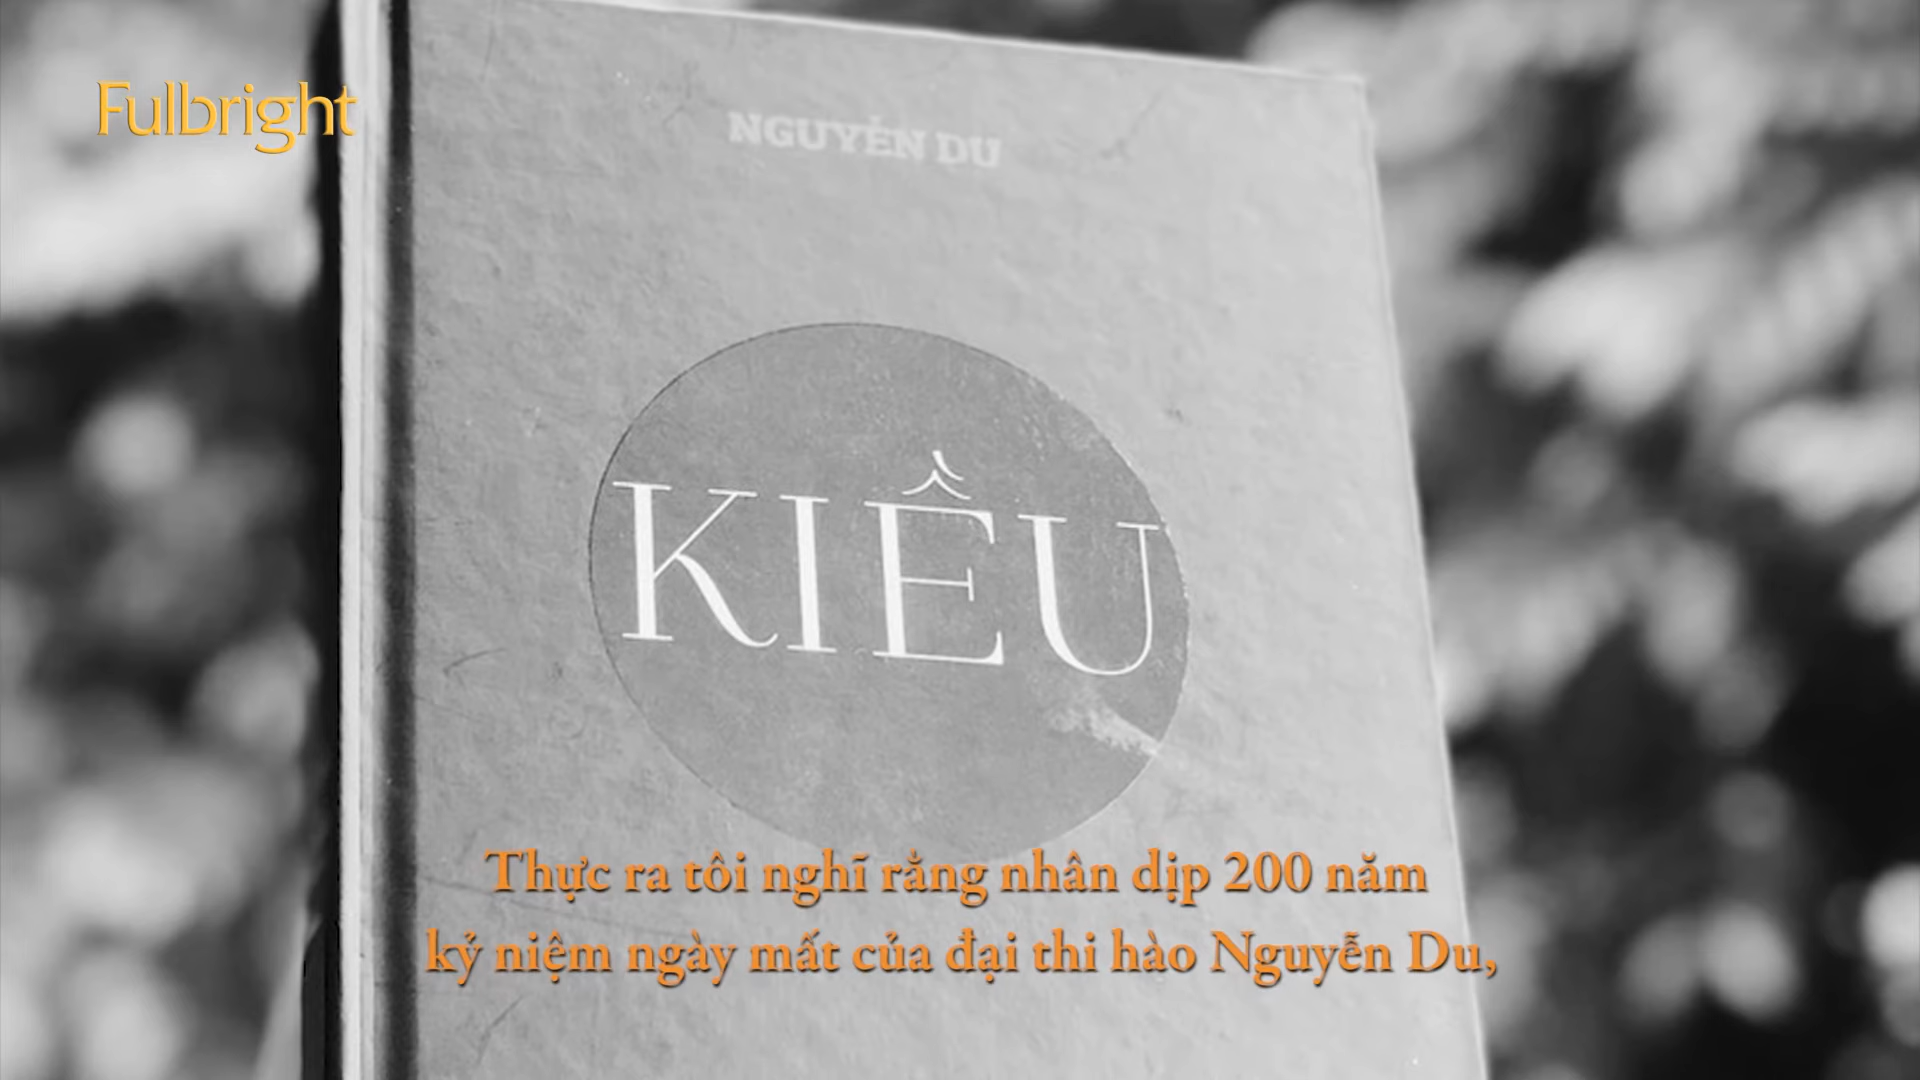 Fulbright
NGUYỄN DU
KIỀU
Thực ra tôi nghĩ rằng nhân dịp 200 năm
kỷ niệm ngày mất của đại thi hào Nguyễn Du,